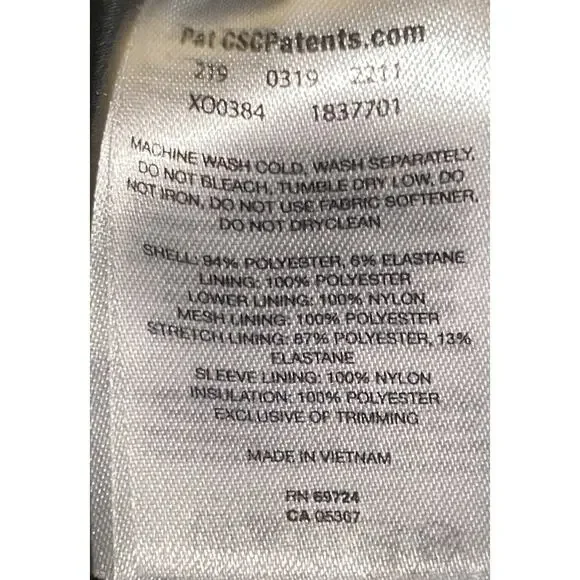 Pat CSCPatents.com
219 0319 2211
XO0384 1837701
MACHINE WASH COLD, WASH SEPARATELY,
DO NOT BLEACH, TUMBLE DRY LOW, DO
NOT IRON, DO NOT USE FABRIC SOFTENER,
DO NOT DRYCLEAN
SHELL: 94% POLYESTER, 6% ELASTANE
LINING: 100% POLYESTER
LOWER LINING: 100% NYLON
MESH LINING: 100% POLYESTER
STRETCH LINING: 87% POLYESTER, 13%
ELASTANE
SLEEVE LINING: 100% NYLON
INSULATION: 100% POLYESTER
EXCLUSIVE OF TRIMMING
MADE IN VIETNAM
RN 69724
CA 05367